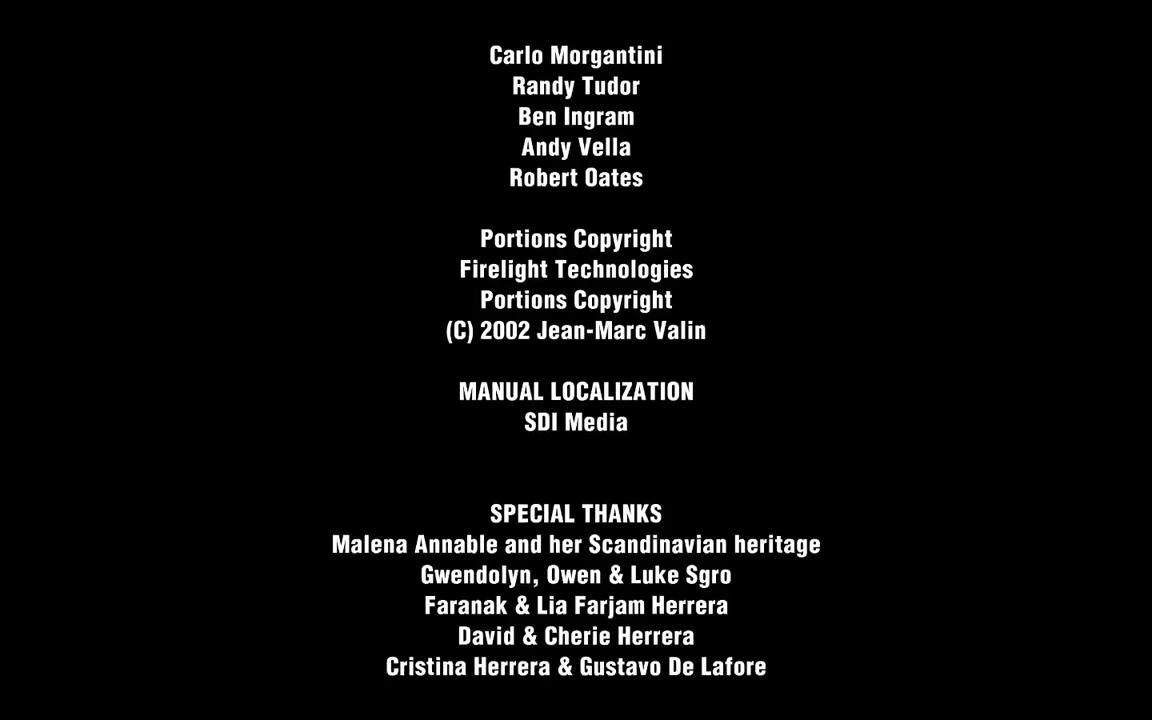 Carlo Morgantini
Randy Tudor
Ben Ingram
Andy Vella
Robert Oates
Portions Copyright
Firelight Technologies
Portions Copyright
(C) 2002 Jean-Marc Valin
MANUAL LOCALIZATION
SDI Media
SPECIAL THANKS
Malena Annable and her Scandinavian heritage
Gwendolyn, Owen & Luke Sgro
Faranak & Lia Farjam Herrera
David & Cherie Herrera
Cristina Herrera & Gustavo De Lafore